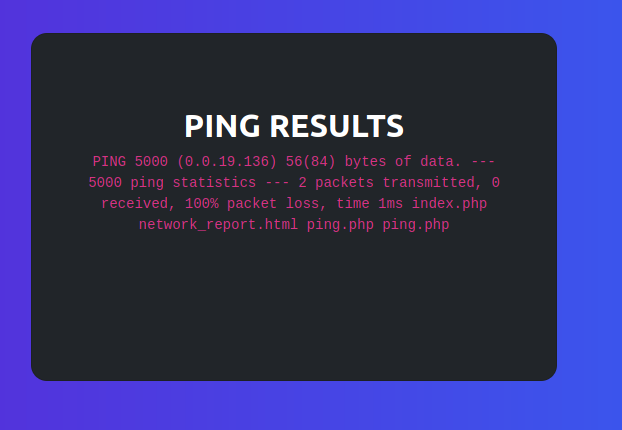 PING RESULTS
PING 5000 (0.0.19.136) 56(84) bytes of data. ---
5000 ping statistics --- 2 packets transmitted, 0
received, 100% packet loss, time 1ms index.php
network_report.html ping.php ping.php